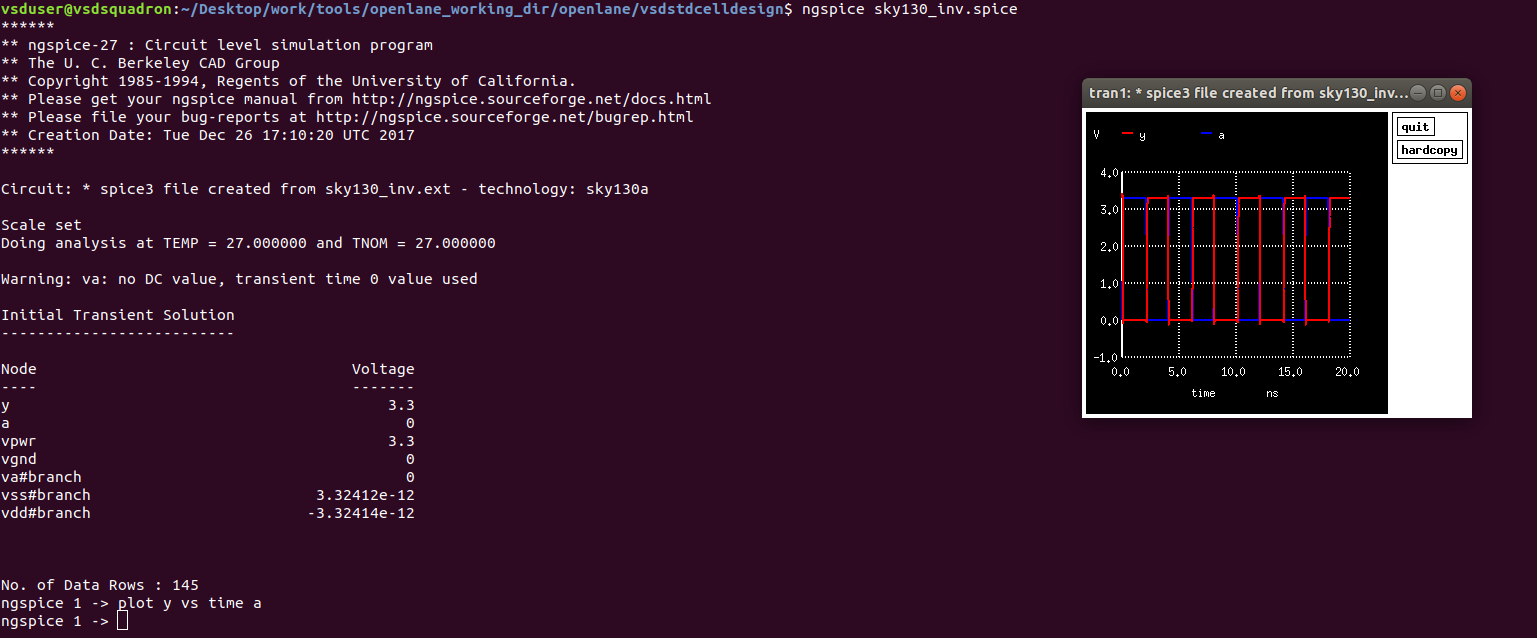 vsduser@vsdsquadron:~/Desktop/work/tools/openlane_working_dir/openlane/vsdstdcelldesign$ ngspice sky130_inv.spice
******
** ngspice-27 : Circuit level simulation program
** The U. C. Berkeley CAD Group
** Copyright 1985-1994, Regents of the University of California.
** Please get your ngspice manual from http://ngspice.sourceforge.net/docs.html
** Please file your bug-reports at http://ngspice.sourceforge.net/bugrep.html
** Creation Date: Tue Dec 26 17:10:20 UTC 2017
******
Circuit: * spice3 file created from sky130_inv.ext - technology: sky130a
Scale set
Doing analysis at TEMP = 27.000000 and TNOM = 27.000000
Warning: va: no DC value, transient time 0 value used
Initial Transient Solution
--------------------------
Node Voltage
---- -------
y 3.3
a 0
vpwr 3.3
vgnd 0
va#branch 0
vss#branch 3.32412e-12
vdd#branch -3.32414e-12
No. of Data Rows : 145
ngspice 1 -> plot y vs time a
ngspice 1 ->
tran1: * spice3 file created from sky130_inv...
quit
hardcopy
V y a
4.0
3.0
2.0
1.0
0.0
-1.0
0.0 5.0 10.0 15.0 20.0
time ns